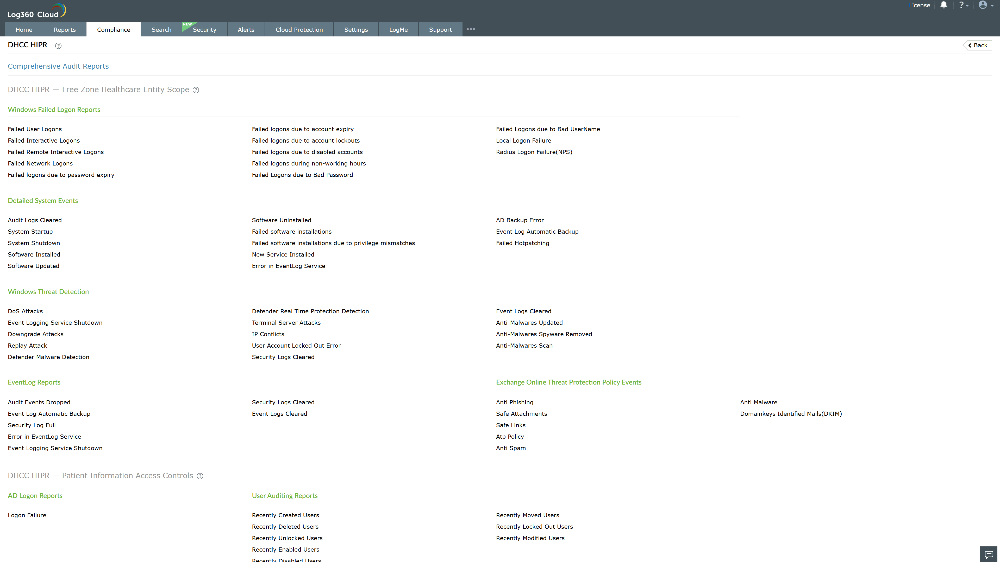 Log360 Cloud
License
?
Home
Reports
Compliance
Search
NEW
Security
Alerts
Cloud Protection
Settings
LogMe
Support
DHCC HIPR ?
Back
Comprehensive Audit Reports
DHCC HIPR — Free Zone Healthcare Entity Scope ?
Windows Failed Logon Reports
Failed User Logons
Failed Interactive Logons
Failed Remote Interactive Logons
Failed Network Logons
Failed logons due to password expiry
Failed logons due to account expiry
Failed logons due to account lockouts
Failed logons due to disabled accounts
Failed logons during non-working hours
Failed Logons due to Bad Password
Failed Logons due to Bad UserName
Local Logon Failure
Radius Logon Failure(NPS)
Detailed System Events
Audit Logs Cleared
System Startup
System Shutdown
Software Installed
Software Updated
Software Uninstalled
Failed software installations
Failed software installations due to privilege mismatches
New Service Installed
Error in EventLog Service
AD Backup Error
Event Log Automatic Backup
Failed Hotpatching
Windows Threat Detection
DoS Attacks
Event Logging Service Shutdown
Downgrade Attacks
Replay Attack
Defender Malware Detection
Defender Real Time Protection Detection
Terminal Server Attacks
IP Conflicts
User Account Locked Out Error
Security Logs Cleared
Event Logs Cleared
Anti-Malwares Updated
Anti-Malwares Spyware Removed
Anti-Malwares Scan
EventLog Reports
Audit Events Dropped
Event Log Automatic Backup
Security Log Full
Error in EventLog Service
Event Logging Service Shutdown
Security Logs Cleared
Event Logs Cleared
Exchange Online Threat Protection Policy Events
Anti Phishing
Safe Attachments
Safe Links
Atp Policy
Anti Spam
Anti Malware
Domainkeys Identified Mails(DKIM)
DHCC HIPR — Patient Information Access Controls ?
AD Logon Reports
Logon Failure
User Auditing Reports
Recently Created Users
Recently Deleted Users
Recently Unlocked Users
Recently Enabled Users
Recently Disabled Users
Recently Moved Users
Recently Locked Out Users
Recently Modified Users